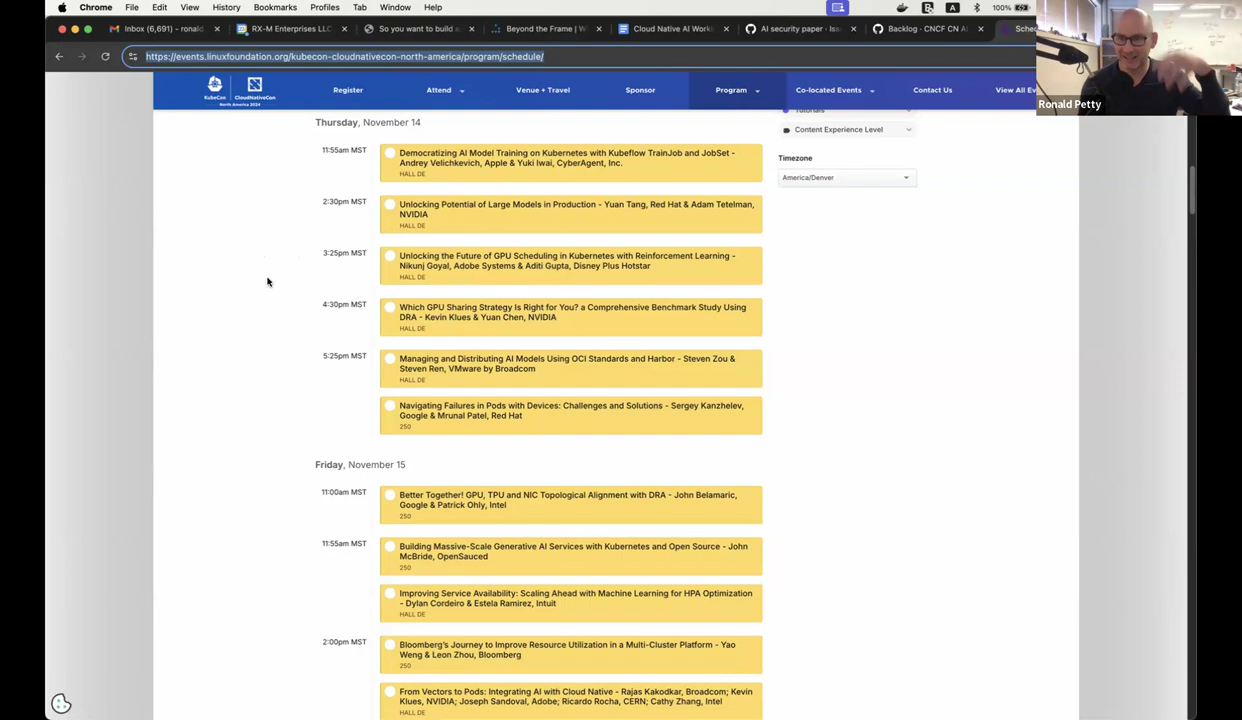 Chrome File Edit View History Bookmarks Profiles Tab Window Help 100%
Inbox (6,691) - ronald RX-M Enterprises LLC So you want to build a Beyond the Frame | W Cloud Native AI Works AI security paper · Issu Backlog · CNCF CN AI Sche
https://events.linuxfoundation.org/kubecon-cloudnativecon-north-america/program/schedule/
KubeCon CloudNativeCon
North America 2024
Register Attend Venue + Travel Sponsor Program Co-located Events Contact Us View All Ev
Ronald Petty
Tutorials
Content Experience Level
Timezone
America/Denver
Thursday, November 14
11:55am MST
Democratizing AI Model Training on Kubernetes with Kubeflow TrainJob and JobSet -
Andrey Velichkevich, Apple & Yuki Iwai, CyberAgent, Inc.
HALL DE
2:30pm MST
Unlocking Potential of Large Models in Production - Yuan Tang, Red Hat & Adam Tetelman,
NVIDIA
HALL DE
3:25pm MST
Unlocking the Future of GPU Scheduling in Kubernetes with Reinforcement Learning -
Nikunj Goyal, Adobe Systems & Aditi Gupta, Disney Plus Hotstar
HALL DE
4:30pm MST
Which GPU Sharing Strategy Is Right for You? a Comprehensive Benchmark Study Using
DRA - Kevin Klues & Yuan Chen, NVIDIA
HALL DE
5:25pm MST
Managing and Distributing AI Models Using OCI Standards and Harbor - Steven Zou &
Steven Ren, VMware by Broadcom
HALL DE
Navigating Failures in Pods with Devices: Challenges and Solutions - Sergey Kanzhelev,
Google & Mrunal Patel, Red Hat
250
Friday, November 15
11:00am MST
Better Together! GPU, TPU and NIC Topological Alignment with DRA - John Belamaric,
Google & Patrick Ohly, Intel
250
11:55am MST
Building Massive-Scale Generative AI Services with Kubernetes and Open Source - John
McBride, OpenSauced
250
Improving Service Availability: Scaling Ahead with Machine Learning for HPA Optimization
- Dylan Cordeiro & Estela Ramirez, Intuit
HALL DE
2:00pm MST
Bloomberg's Journey to Improve Resource Utilization in a Multi-Cluster Platform - Yao
Weng & Leon Zhou, Bloomberg
250
From Vectors to Pods: Integrating AI with Cloud Native - Rajas Kakodkar, Broadcom; Kevin
Klues, NVIDIA; Joseph Sandoval, Adobe; Ricardo Rocha, CERN; Cathy Zhang, Intel
HALL DE